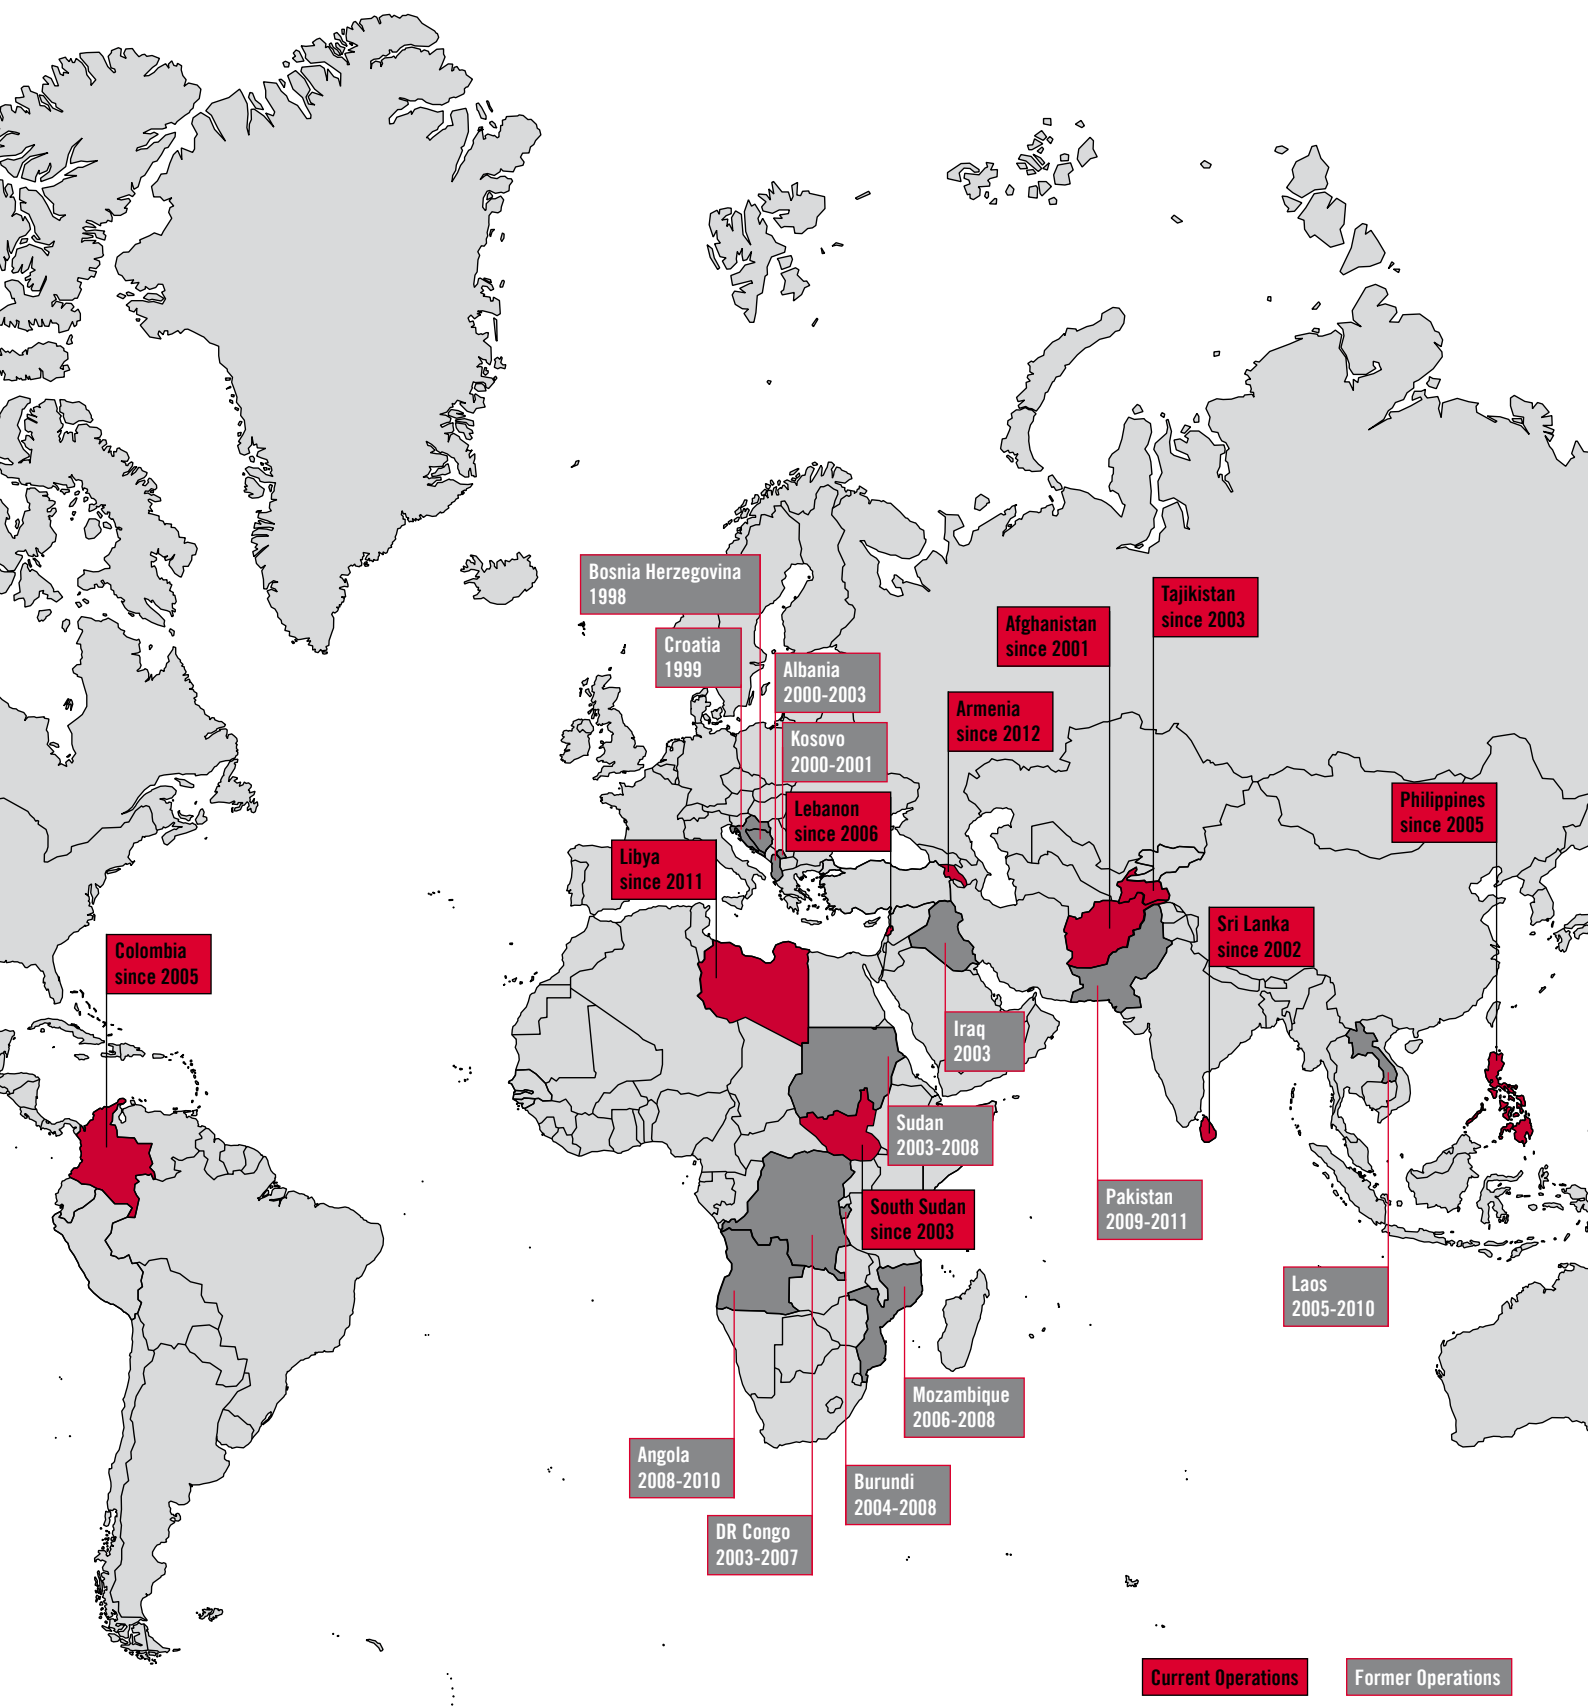 Bosnia Herzegovina
1998
Croatia
1999
Albania
2000-2003
Kosovo
2000-2001
Lebanon
since 2006
Libya
since 2011
Tajikistan
since 2003
Afghanistan
since 2001
Armenia
since 2012
Philippines
since 2005
Sri Lanka
since 2002
Colombia
since 2005
Iraq
2003
Sudan
2003-2008
South Sudan
since 2003
Pakistan
2009-2011
Laos
2005-2010
Mozambique
2006-2008
Angola
2008-2010
Burundi
2004-2008
DR Congo
2003-2007
Current Operations
Former Operations